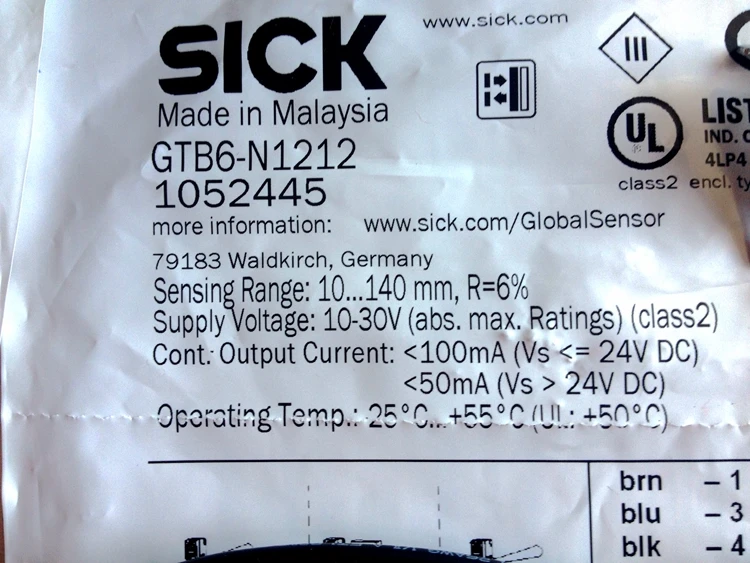 SICK
www.sick.com
III
Made in Malaysia
GTB6-N1212
1052445
UL
LIST
IND. C
4LP4
class2 encl. ty
more information: www.sick.com/GlobalSensor
79183 Waldkirch, Germany
Sensing Range: 10...140 mm, R=6%
Supply Voltage: 10-30V (abs. max. Ratings) (class2)
Cont. Output Current: <100mA (Vs <= 24V DC)
<50mA (Vs > 24V DC)
Operating Temp.: -25°C... +55°C (UL: +50°C)
brn – 1
blu – 3
blk – 4